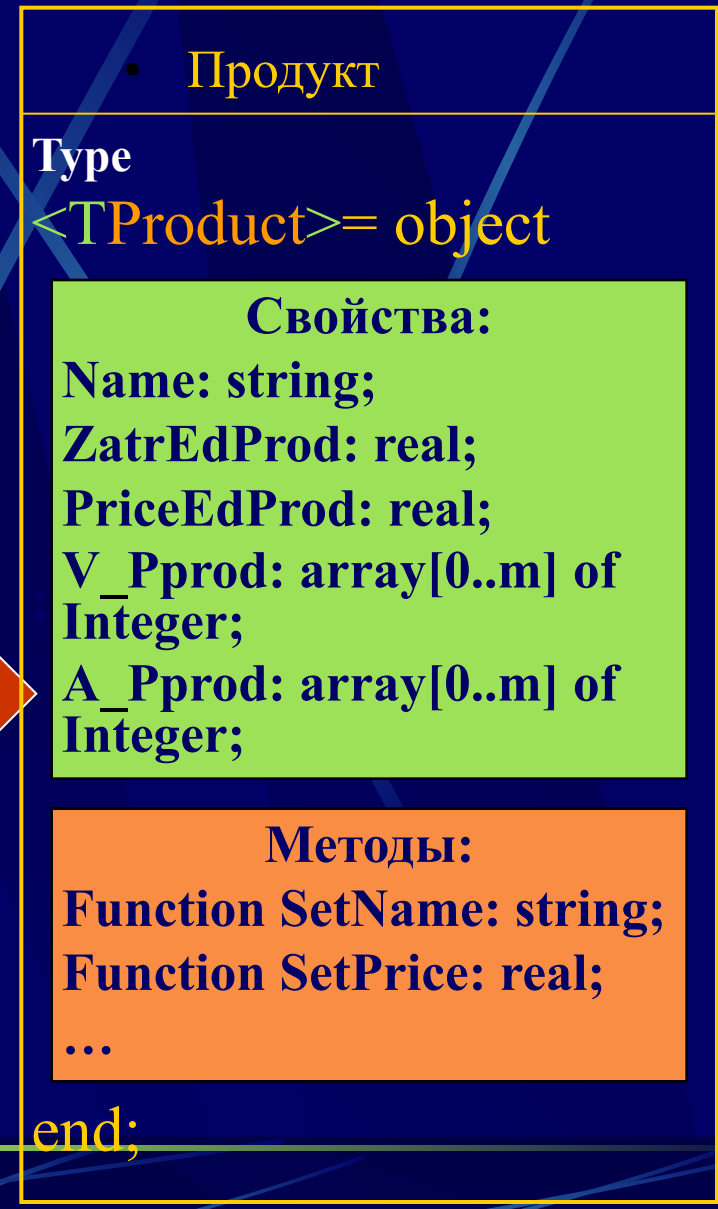 • Продукт
Type
<TProduct>= object
Свойства:
Name: string;
ZatrEdProd: real;
PriceEdProd: real;
V_Pprod: array[0..m] of
Integer;
A_Pprod: array[0..m] of
Integer;
Методы:
Function SetName: string;
Function SetPrice: real;
…
end;